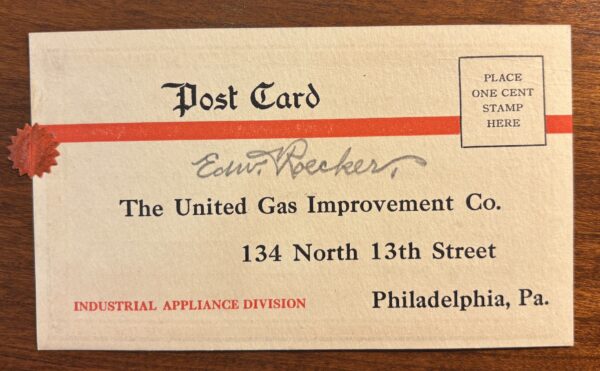 Post Card
PLACE
ONE CENT
STAMP
HERE
Edw. Roecker.
The United Gas Improvement Co.
134 North 13th Street
INDUSTRIAL APPLIANCE DIVISION
Philadelphia, Pa.